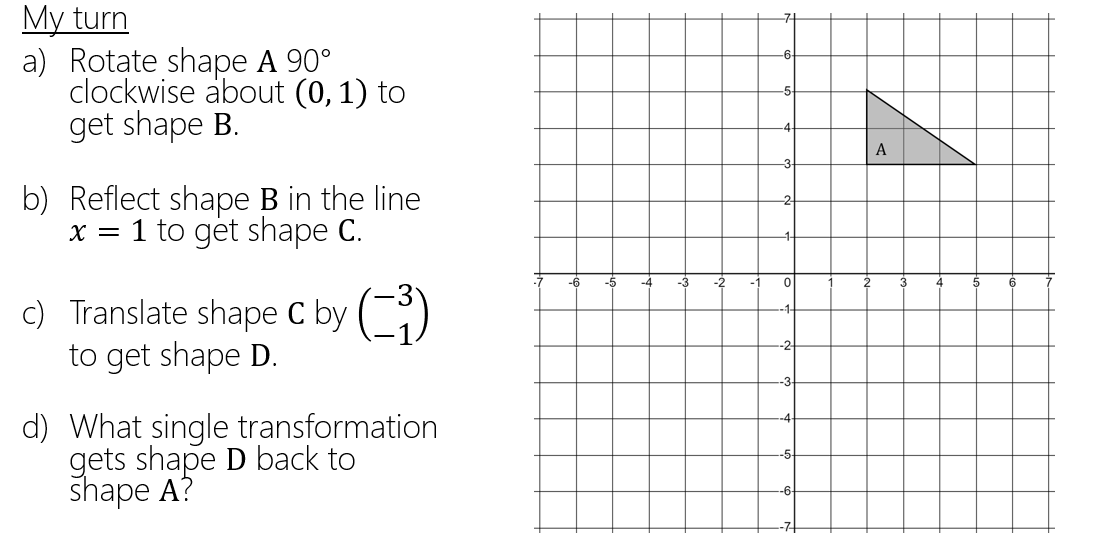 My turn
a) Rotate shape A 90°
clockwise about (0, 1) to
get shape B.
b) Reflect shape B in the line
x = 1 to get shape C.
c) Translate shape C by (−3
−1)
to get shape D.
d) What single transformation
gets shape D back to
shape A?
7
6
5
4
A
3
2
1
-7 -6 -5 -4 -3 -2 -1 0 1 2 3 4 5 6 7
-1
-2
-3
-4
-5
-6
-7